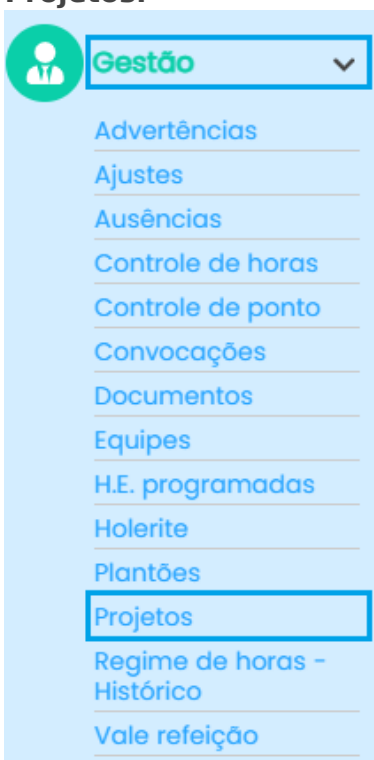 Projetos.
Gestão
Advertências
Ajustes
Ausências
Controle de horas
Controle de ponto
Convocações
Documentos
Equipes
H.E. programadas
Holerite
Plantões
Projetos
Regime de horas -
Histórico
Vale refeição